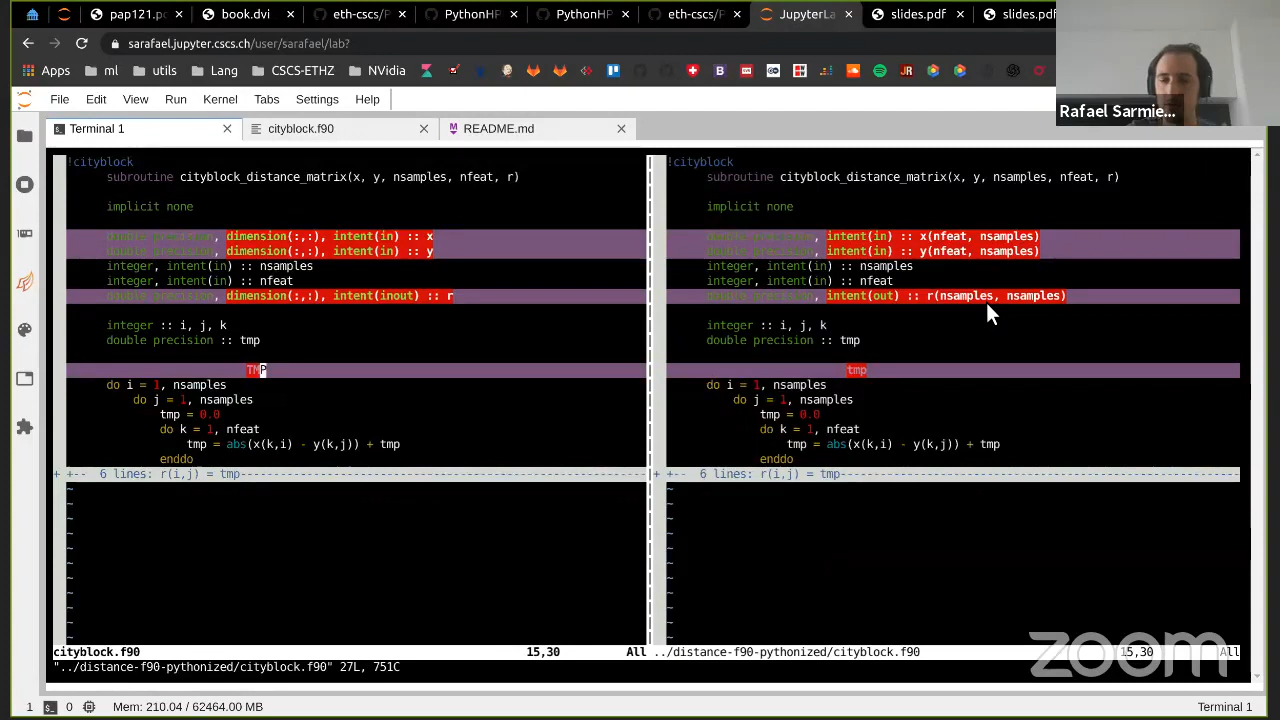 pap121.po
book.dvi
eth-cscs/P
PythonHP
PythonHP
eth-cscs/P
JupyterLa
slides.pdf
slides.pdf
sarafael.jupyter.cscs.ch/user/sarafael/lab?
Apps ml utils Lang CSCS-ETHZ NVidia
Rafael Sarmie...
File Edit View Run Kernel Tabs Settings Help
Terminal 1 cityblock.f90 README.md
!cityblock
subroutine cityblock_distance_matrix(x, y, nsamples, nfeat, r)
implicit none
double precision, dimension(:,:), intent(in) :: x
double precision, dimension(:,:), intent(in) :: y
integer, intent(in) :: nsamples
integer, intent(in) :: nfeat
double precision, dimension(:,:), intent(inout) :: r
integer :: i, j, k
double precision :: tmp
TMP
do i = 1, nsamples
do j = 1, nsamples
tmp = 0.0
do k = 1, nfeat
tmp = abs(x(k,i) - y(k,j)) + tmp
enddo
+ +-- 6 lines: r(i,j) = tmp
cityblock.f90 15,30 All
"../distance-f90-pythonized/cityblock.f90" 27L, 751C
!cityblock
subroutine cityblock_distance_matrix(x, y, nsamples, nfeat, r)
implicit none
double precision, intent(in) :: x(nfeat, nsamples)
double precision, intent(in) :: y(nfeat, nsamples)
integer, intent(in) :: nsamples
integer, intent(in) :: nfeat
double precision, intent(out) :: r(nsamples, nsamples)
integer :: i, j, k
double precision :: tmp
tmp
do i = 1, nsamples
do j = 1, nsamples
tmp = 0.0
do k = 1, nfeat
tmp = abs(x(k,i) - y(k,j)) + tmp
enddo
+ +-- 6 lines: r(i,j) = tmp
../distance-f90-pythonized/cityblock.f90 15,30 All
zoom
1 0 Mem: 210.04 / 62464.00 MB Terminal 1